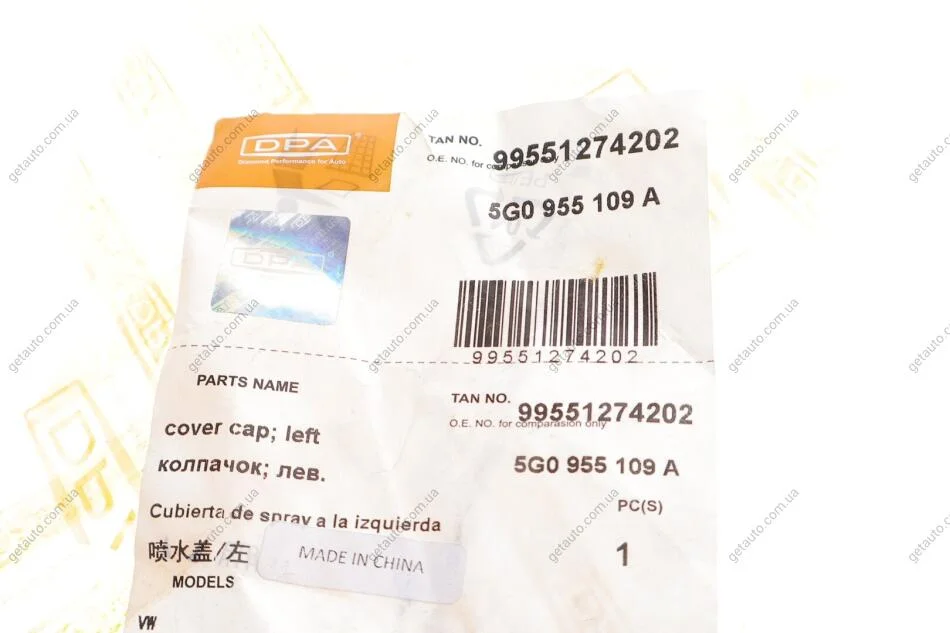 DPA
Diamond Performance for Auto
TAN NO. 99551274202
O.E. NO. for comparasion only
5G0 955 109 A
DPA
99551274202
PARTS NAME
TAN NO. 99551274202
O.E. NO. for comparasion only
cover cap; left
колпачок; лев.
5G0 955 109 A
PC(S)
Cubierta de spray a la izquierda
喷水盖/左
MADE IN CHINA
1
MODELS
VW
getauto.com.ua